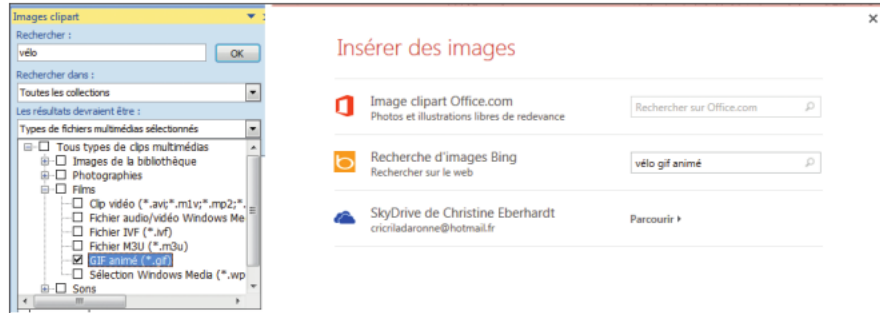 Images clipart
Rechercher :
vélo
OK
Rechercher dans :
Toutes les collections
Les résultats devraient être :
Types de fichiers multimédias sélectionnés
Tous types de clips multimédias
Images de la bibliothèque
Photographies
Films
Clip vidéo (*.avi;*.m1v;*.mp2;*.
Fichier audio/vidéo Windows Me
Fichier IVF (*.ivf)
Fichier M3U (*.m3u)
GIF animé (*.gif)
Sélection Windows Media (*.wp
Sons
Insérer des images
Image clipart Office.com
Photos et illustrations libres de redevance
Rechercher sur Office.com
Recherche d'images Bing
Rechercher sur le web
vélo gif animé
SkyDrive de Christine Eberhardt
cricriladaronne@hotmail.fr
Parcourir